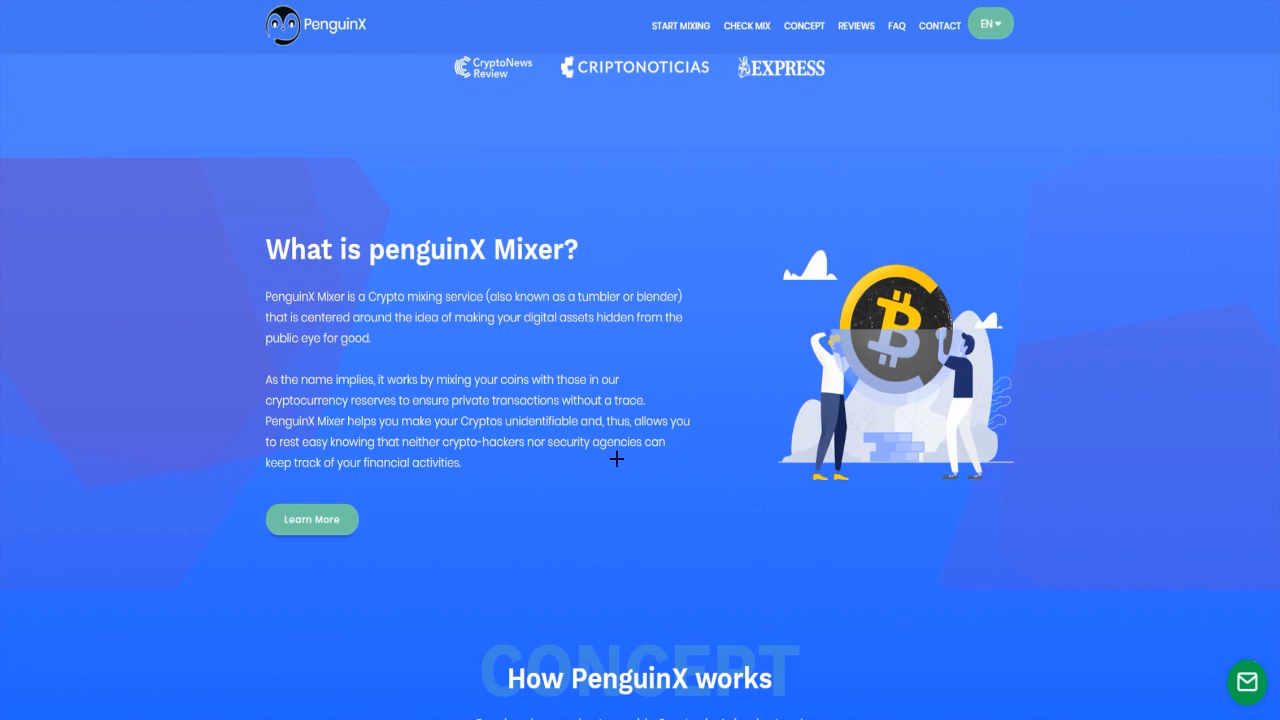 PenguinX
START MIXING CHECK MIX CONCEPT REVIEWS FAQ CONTACT EN
CryptoNews Review
CRIPTONOTICIAS
EXPRESS
What is penguinX Mixer?
PenguinX Mixer is a Crypto mixing service (also known as a tumbler or blender)
that is centered around the idea of making your digital assets hidden from the
public eye for good.
As the name implies, it works by mixing your coins with those in our
cryptocurrency reserves to ensure private transactions without a trace.
PenguinX Mixer helps you make your Cryptos unidentifiable and, thus, allows you
to rest easy knowing that neither crypto-hackers nor security agencies can
keep track of your financial activities.
Learn More
CONCEPT
How PenguinX works